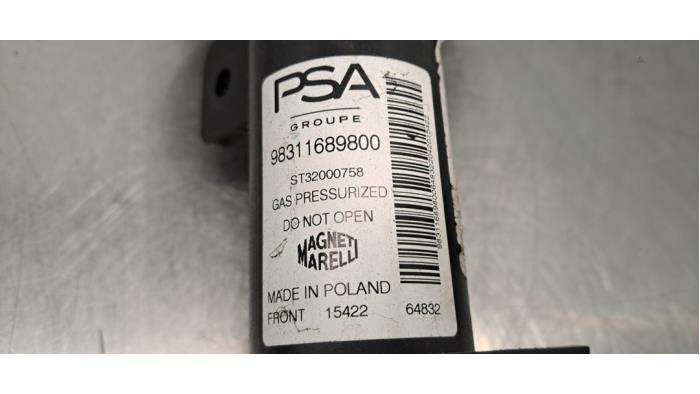 PSA
GROUPE
98311689800
ST32000758
GAS PRESSURIZED
DO NOT OPEN
MAGNETI
MARELLI
MADE IN POLAND
FRONT 15422 64832